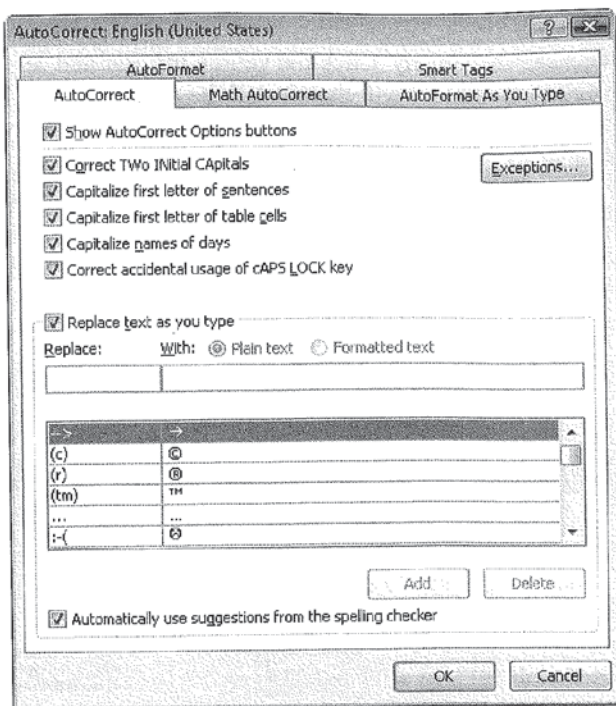 AutoCorrect: English (United States)
AutoFormat Smart Tags
AutoCorrect Math AutoCorrect AutoFormat As You Type
Show AutoCorrect Options buttons
Correct TWo INitial CApitals
Exceptions...
Capitalize first letter of sentences
Capitalize first letter of table cells
Capitalize names of days
Correct accidental usage of cAPS LOCK key
Replace text as you type
Replace: With: Plain text Formatted text
--> →
(c) ©
(r) ®
(tm) ™
... ...
:-( ☹
Add Delete
Automatically use suggestions from the spelling checker
OK Cancel